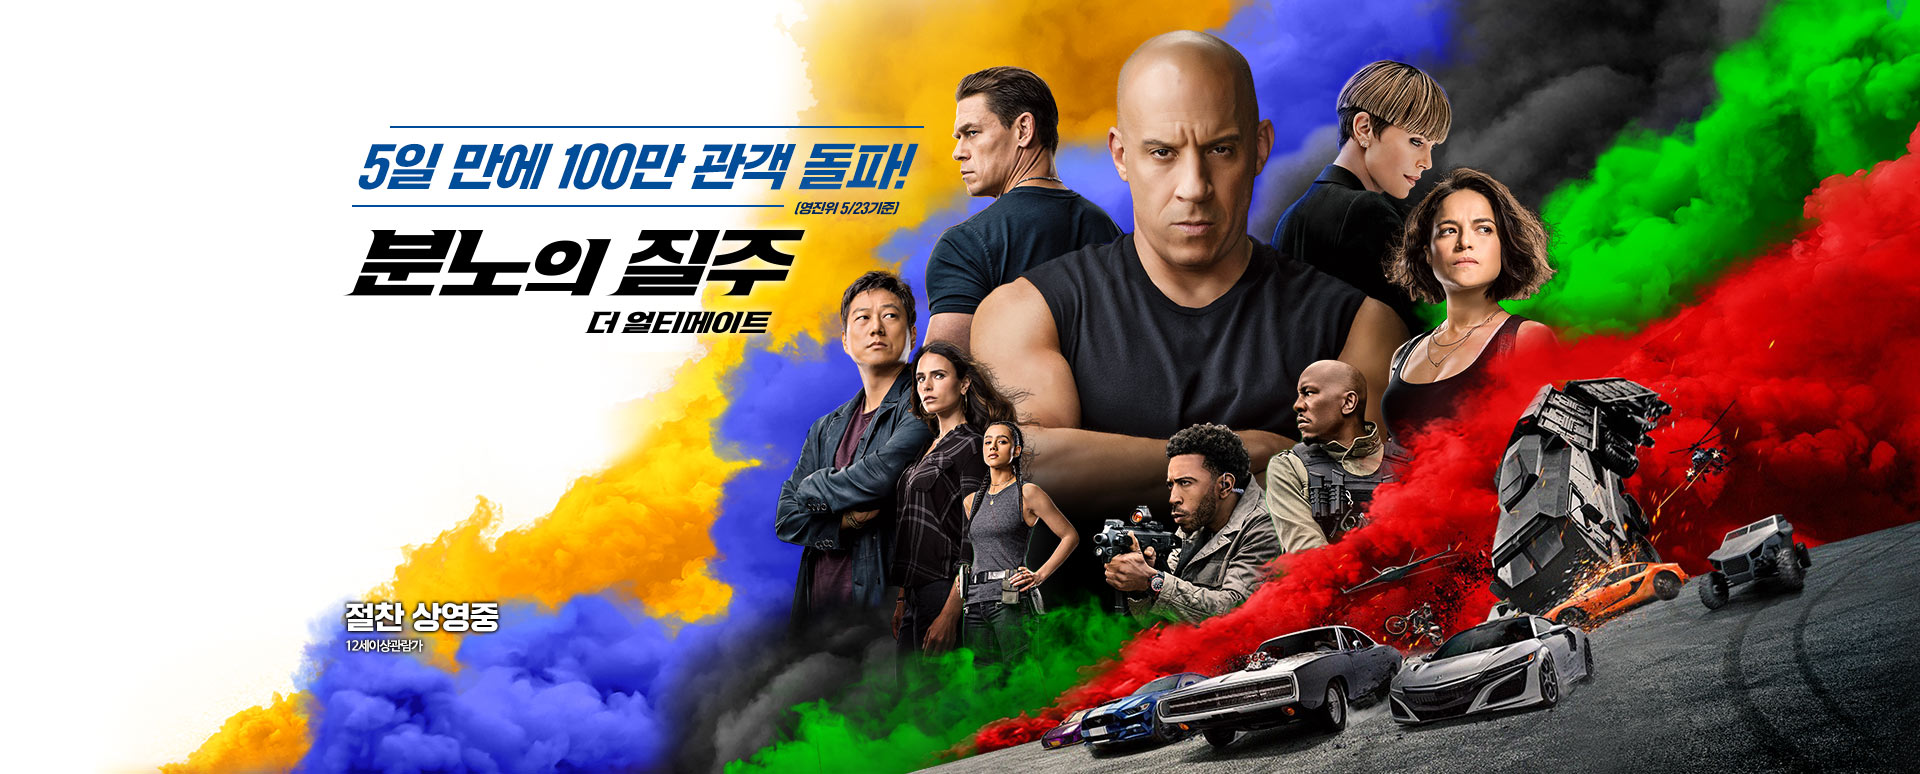 5일 만에 100만 관객 돌파!
(영진위 5/23기준)
분노의 질주
더 얼티메이트
절찬 상영중
12세이상관람가